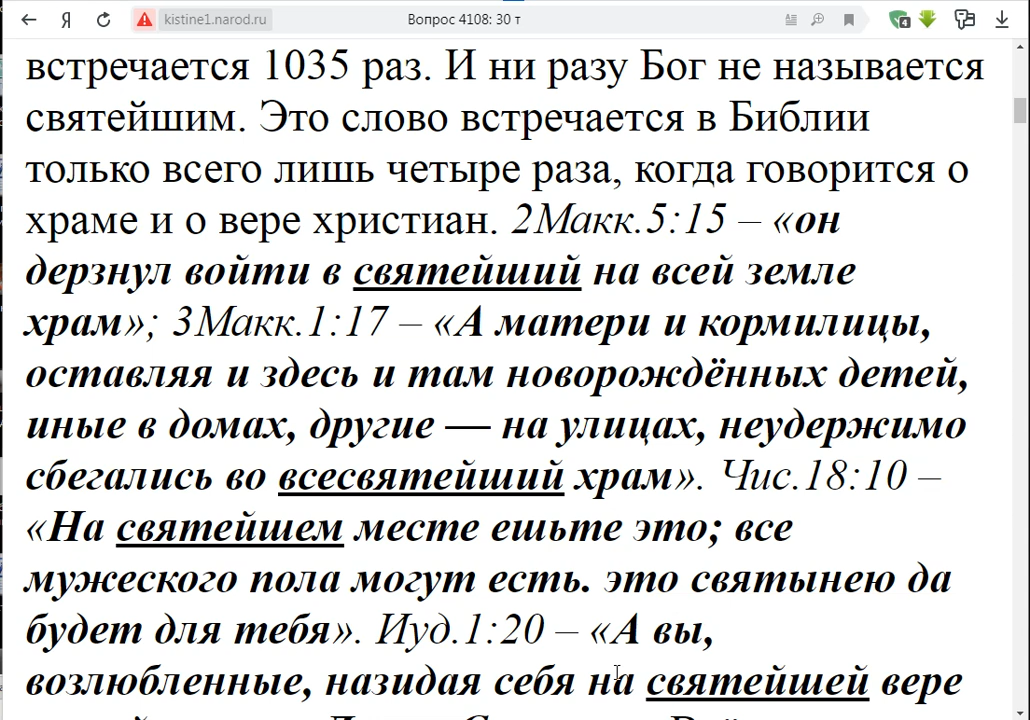 kistine1.narod.ru
Вопрос 4108: 30 т
4
встречается 1035 раз. И ни разу Бог не называется
святейшим. Это слово встречается в Библии
только всего лишь четыре раза, когда говорится о
храме и о вере христиан. 2Макк.5:15 – «он
дерзнул войти в святейший на всей земле
храм»; 3Макк.1:17 – «А матери и кормилицы,
оставляя и здесь и там новорождённых детей,
иные в домах, другие — на улицах, неудержимо
сбегались во всесвятейший храм». Чис.18:10 –
«На святейшем месте ешьте это; все
мужеского пола могут есть. это святынею да
будет для тебя». Иуд.1:20 – «А вы,
возлюбленные, назидая себя на святейшей вере